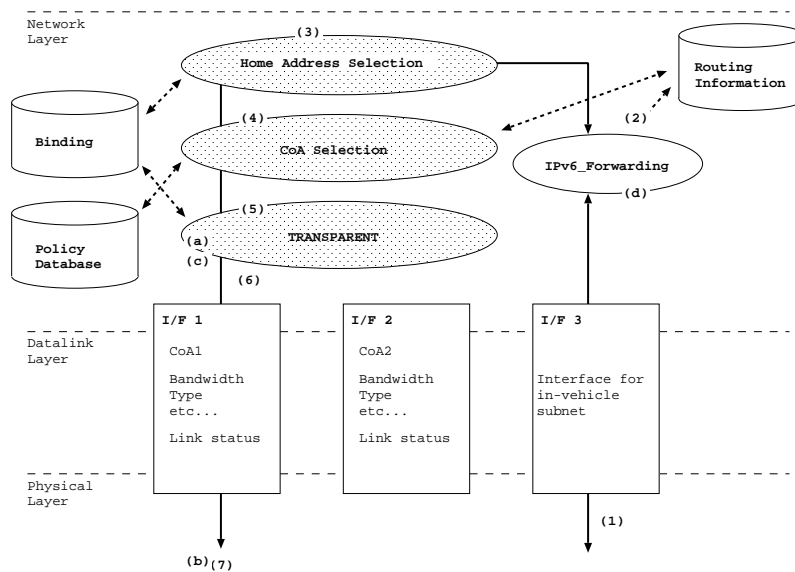 Network
Layer
(3)
Home Address Selection
Routing
Information
Binding
(4)
CoA Selection
(2)
IPv6_Forwarding
(d)
Policy
Database
(5)
TRANSPARENT
(a)
(c)
(6)
Datalink
Layer
I/F 1
CoA1
Bandwidth
Type
etc...
Link status
I/F 2
CoA2
Bandwidth
Type
etc...
Link status
I/F 3
Interface for
in-vehicle
subnet
Physical
Layer
(1)
(b)
(7)